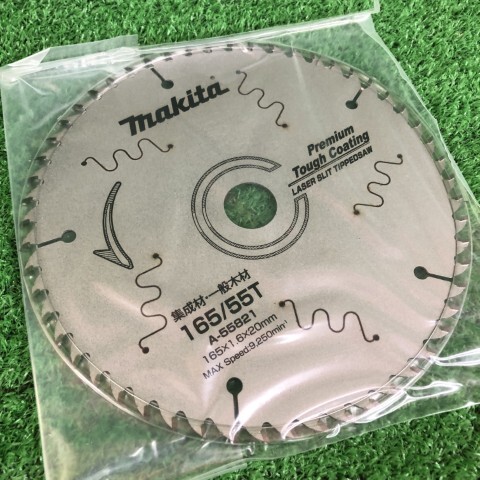 makita
Premium
Tough Coating
LASER SLIT TIPPEDSAW
集成材・一般木材
165/55T
A-55821
165×1.6×20mm
MAX Speed:9,250min⁻¹